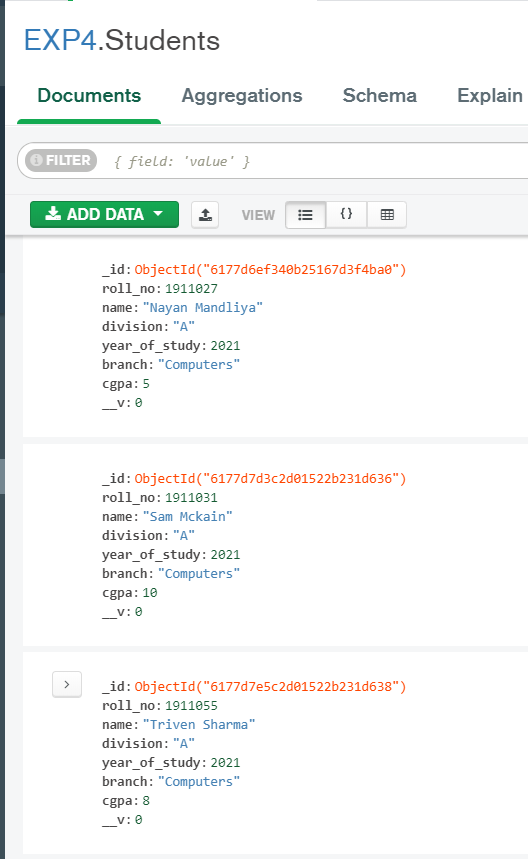 EXP4.Students
Documents Aggregations Schema Explain
FILTER { field: 'value' }
ADD DATA VIEW {}
_id: ObjectId("6177d6ef340b25167d3f4ba0")
roll_no: 1911027
name: "Nayan Mandliya"
division: "A"
year_of_study: 2021
branch: "Computers"
cgpa: 5
__v: 0
_id: ObjectId("6177d7d3c2d01522b231d636")
roll_no: 1911031
name: "Sam Mckain"
division: "A"
year_of_study: 2021
branch: "Computers"
cgpa: 10
__v: 0
_id: ObjectId("6177d7e5c2d01522b231d638")
roll_no: 1911055
name: "Triven Sharma"
division: "A"
year_of_study: 2021
branch: "Computers"
cgpa: 8
__v: 0